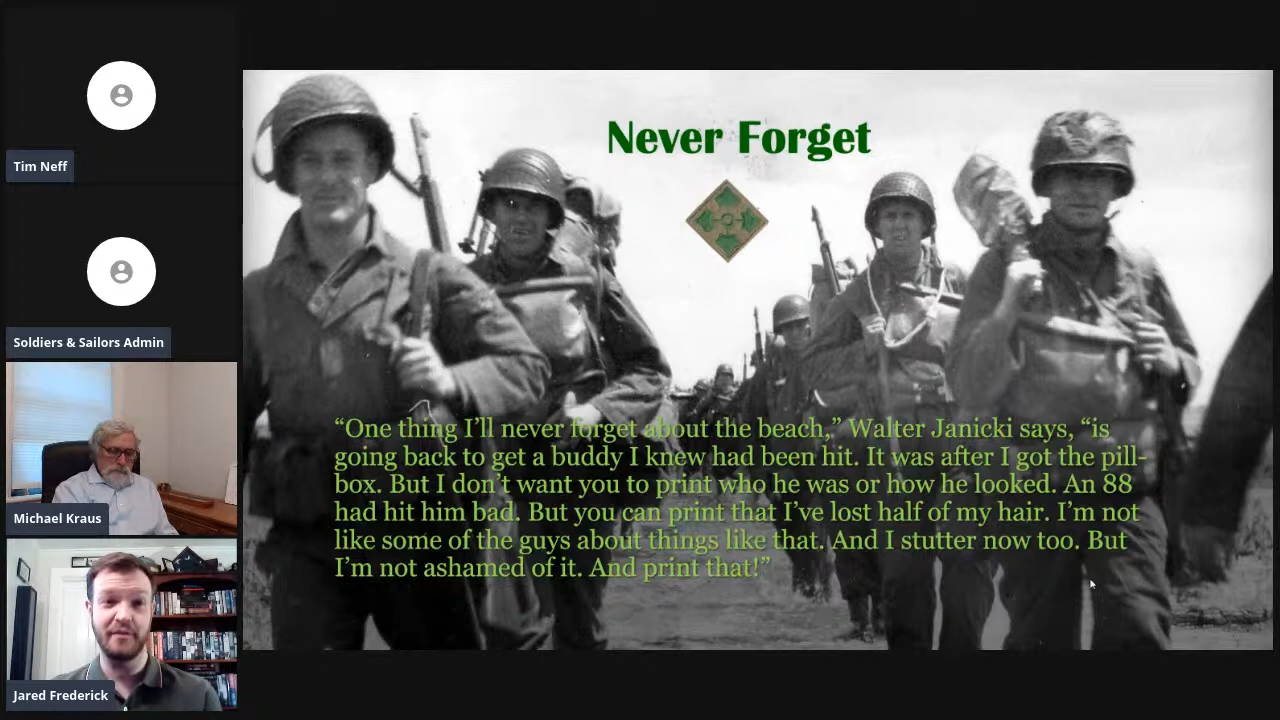 Tim Neff
Soldiers & Sailors Admin
Michael Kraus
Jared Frederick
Never Forget
“One thing I’ll never forget about the beach,” Walter Janicki says, “is
going back to get a buddy I knew had been hit. It was after I got the pill-
box. But I don’t want you to print who he was or how he looked. An 88
had hit him bad. But you can print that I’ve lost half of my hair. I’m not
like some of the guys about things like that. And I stutter now too. But
I’m not ashamed of it. And print that!”